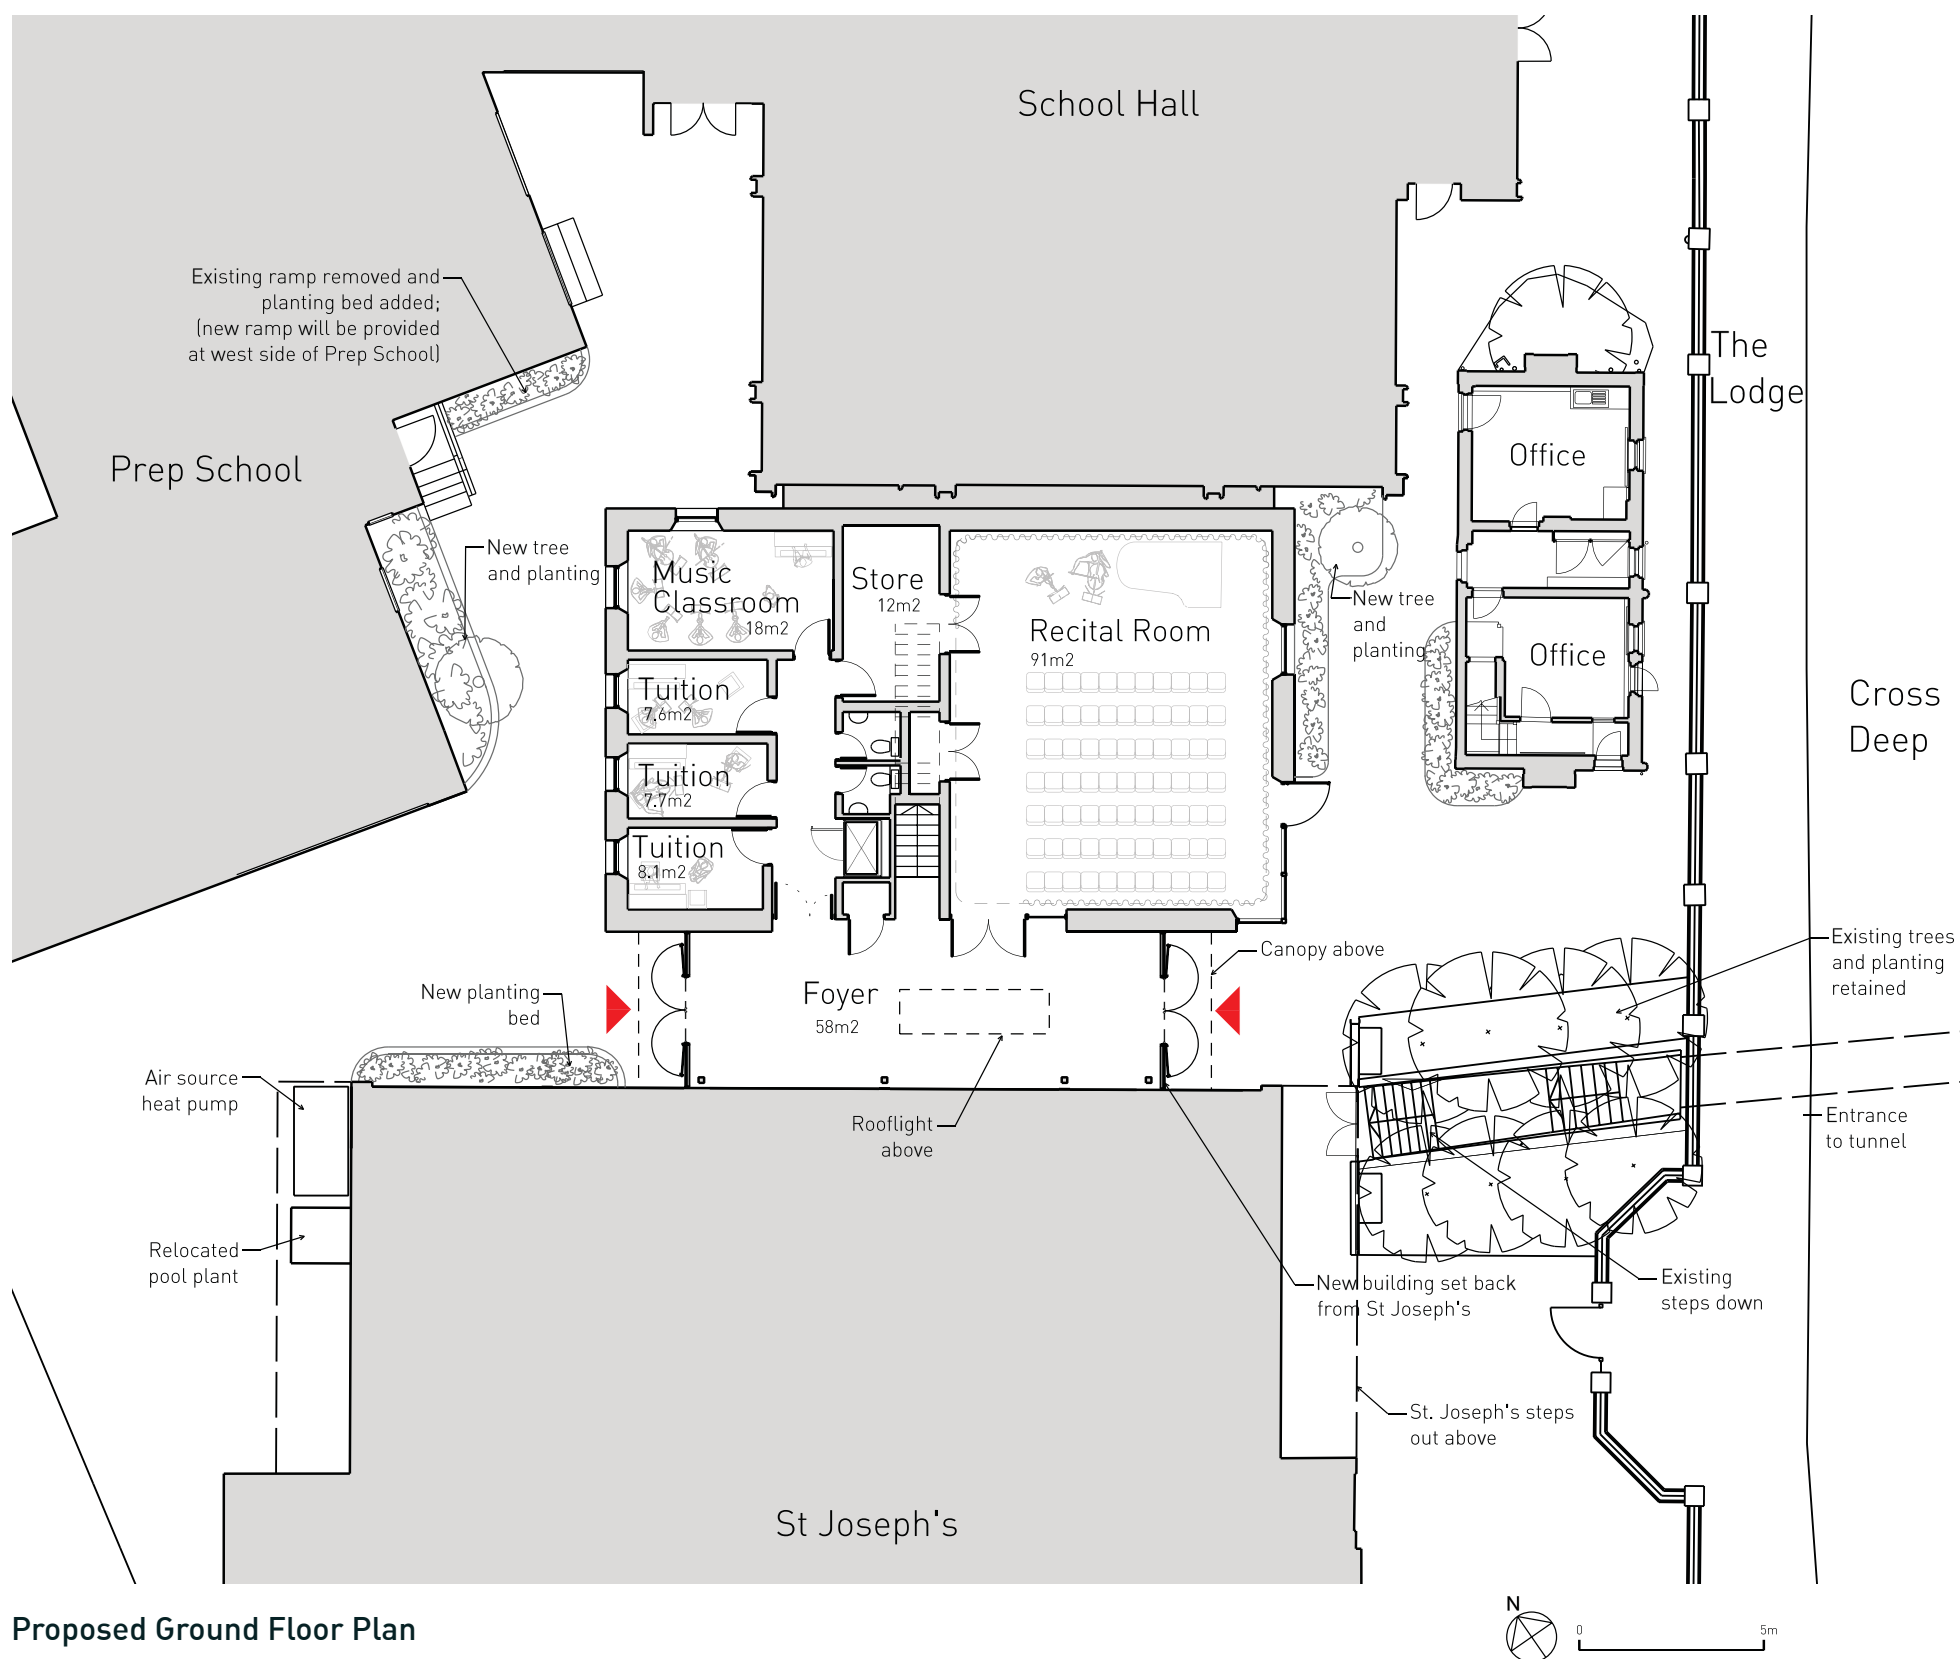 School Hall
Existing ramp removed and
planting bed added;
(new ramp will be provided
at west side of Prep School)
The
Lodge
Prep School
Office
New tree
and planting
Music
Classroom
18m2
Store
12m2
Recital Room
91m2
New tree
and
planting
Office
Tuition
7.6m2
Cross
Deep
Tuition
7.7m2
Tuition
8.1m2
Canopy above
Existing trees
and planting
retained
New planting
bed
Foyer
58m2
Air source
heat pump
Rooflight
above
Entrance
to tunnel
Relocated
pool plant
New building set back
from St Joseph's
Existing
steps down
St. Joseph's steps
out above
St Joseph's
Proposed Ground Floor Plan
N
0
5m